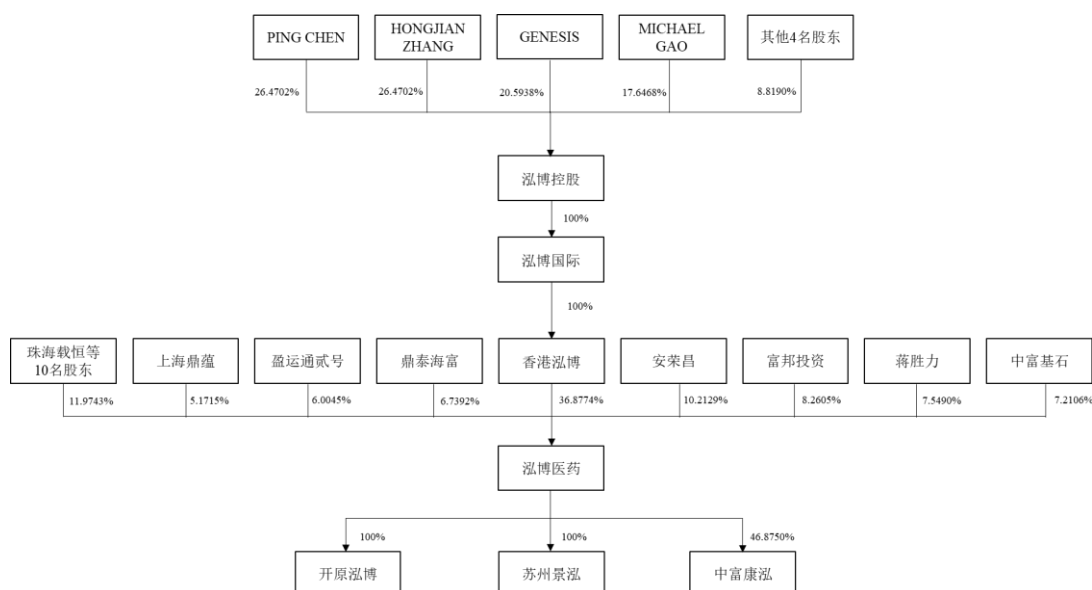 PING CHEN
HONGJIAN
ZHANG
GENESIS
MICHAEL
GAO
其他4名股东
26.4702%
26.4702%
20.5938%
17.6468%
8.8190%
泓博控股
100%
泓博国际
100%
珠海载恒等
10名股东
上海鼎蕴
盈运通贰号
鼎泰海富
香港泓博
安荣昌
富邦投资
蒋胜力
中富基石
11.9743%
5.1715%
6.0045%
6.7392%
36.8774%
10.2129%
8.2605%
7.5490%
7.2106%
泓博医药
100%
100%
46.8750%
开原泓博
苏州景泓
中富康泓